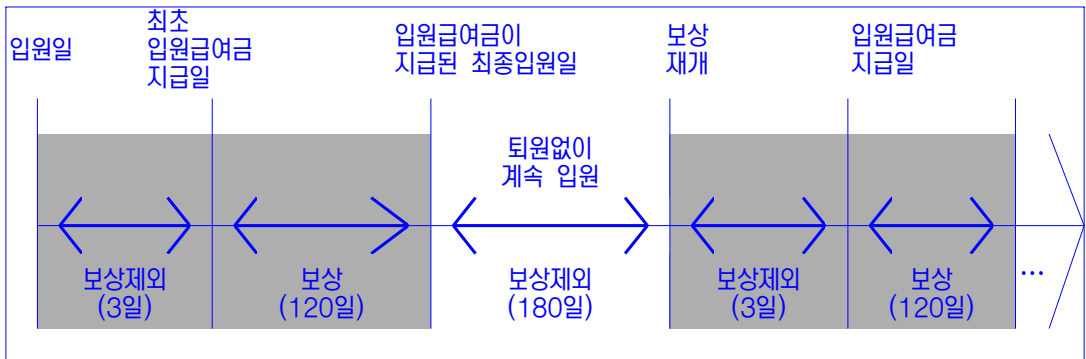 입원일
최초
입원급여금
지급일
입원급여금이
지급된 최종입원일
보상
재개
입원급여금
지급일
퇴원없이
계속 입원
보상제외
(3일)
보상
(120일)
보상제외
(180일)
보상제외
(3일)
보상
(120일)
…